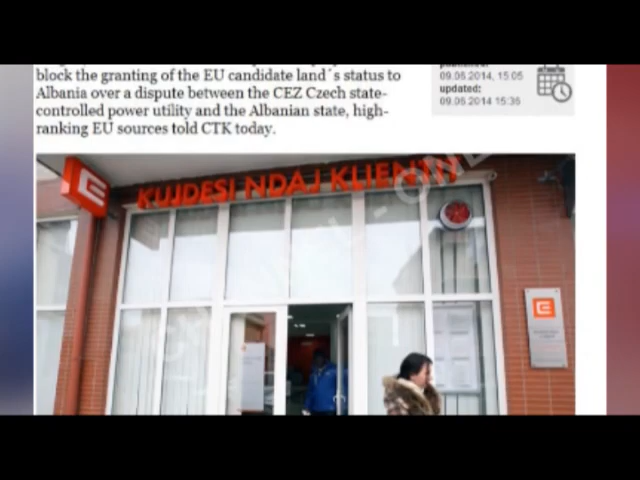 block the granting of the EU candidate land´s status to
Albania over a dispute between the CEZ Czech state-
controlled power utility and the Albanian state, high-
ranking EU sources told CTK today.
09.06.2014, 15:05
updated:
09.06.2014 15:36
KUJDESI NDAJ KLIENTIT